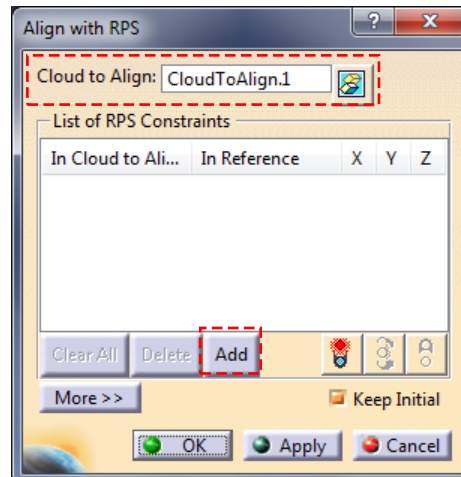 Align with RPS
Cloud to Align: CloudToAlign.1
List of RPS Constraints
In Cloud to Ali... In Reference X Y Z
Clear All Delete Add
More >> Keep Initial
OK Apply Cancel